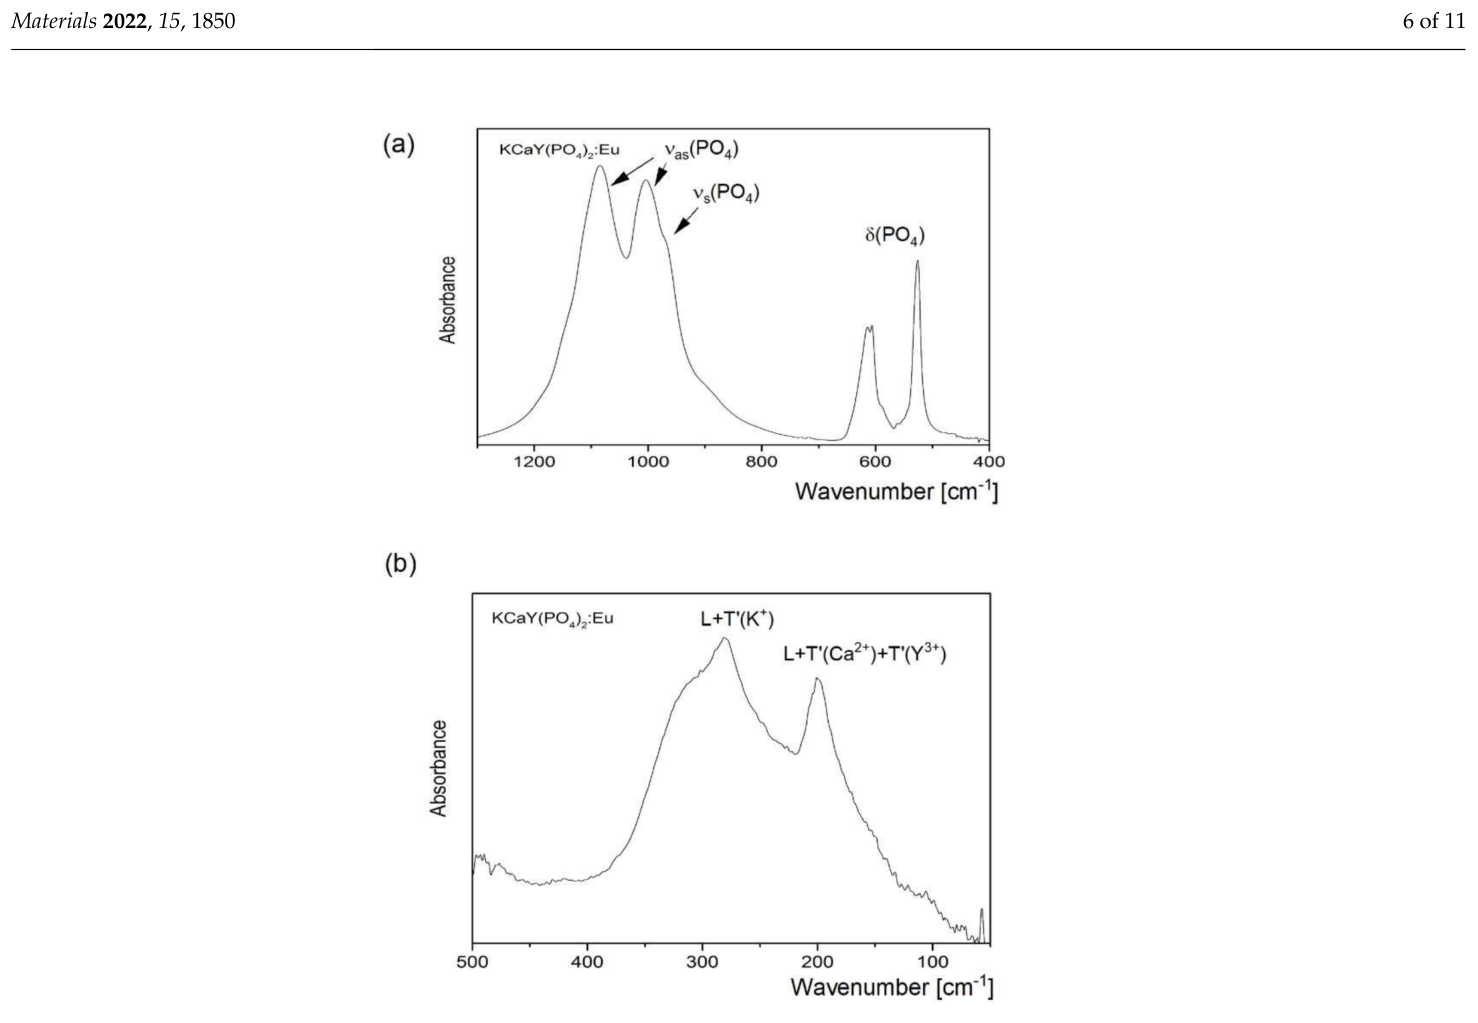 Materials 2022, 15, 1850 6 of 11
(a)
KCaY(PO₄)₂:Eu
νas(PO₄)
νs(PO₄)
δ(PO₄)
Absorbance
1200 1000 800 600 400
Wavenumber [cm⁻¹]
(b)
KCaY(PO₄)₂:Eu
L+T'(K⁺)
L+T'(Ca²⁺)+T'(Y³⁺)
Absorbance
500 400 300 200 100
Wavenumber [cm⁻¹]